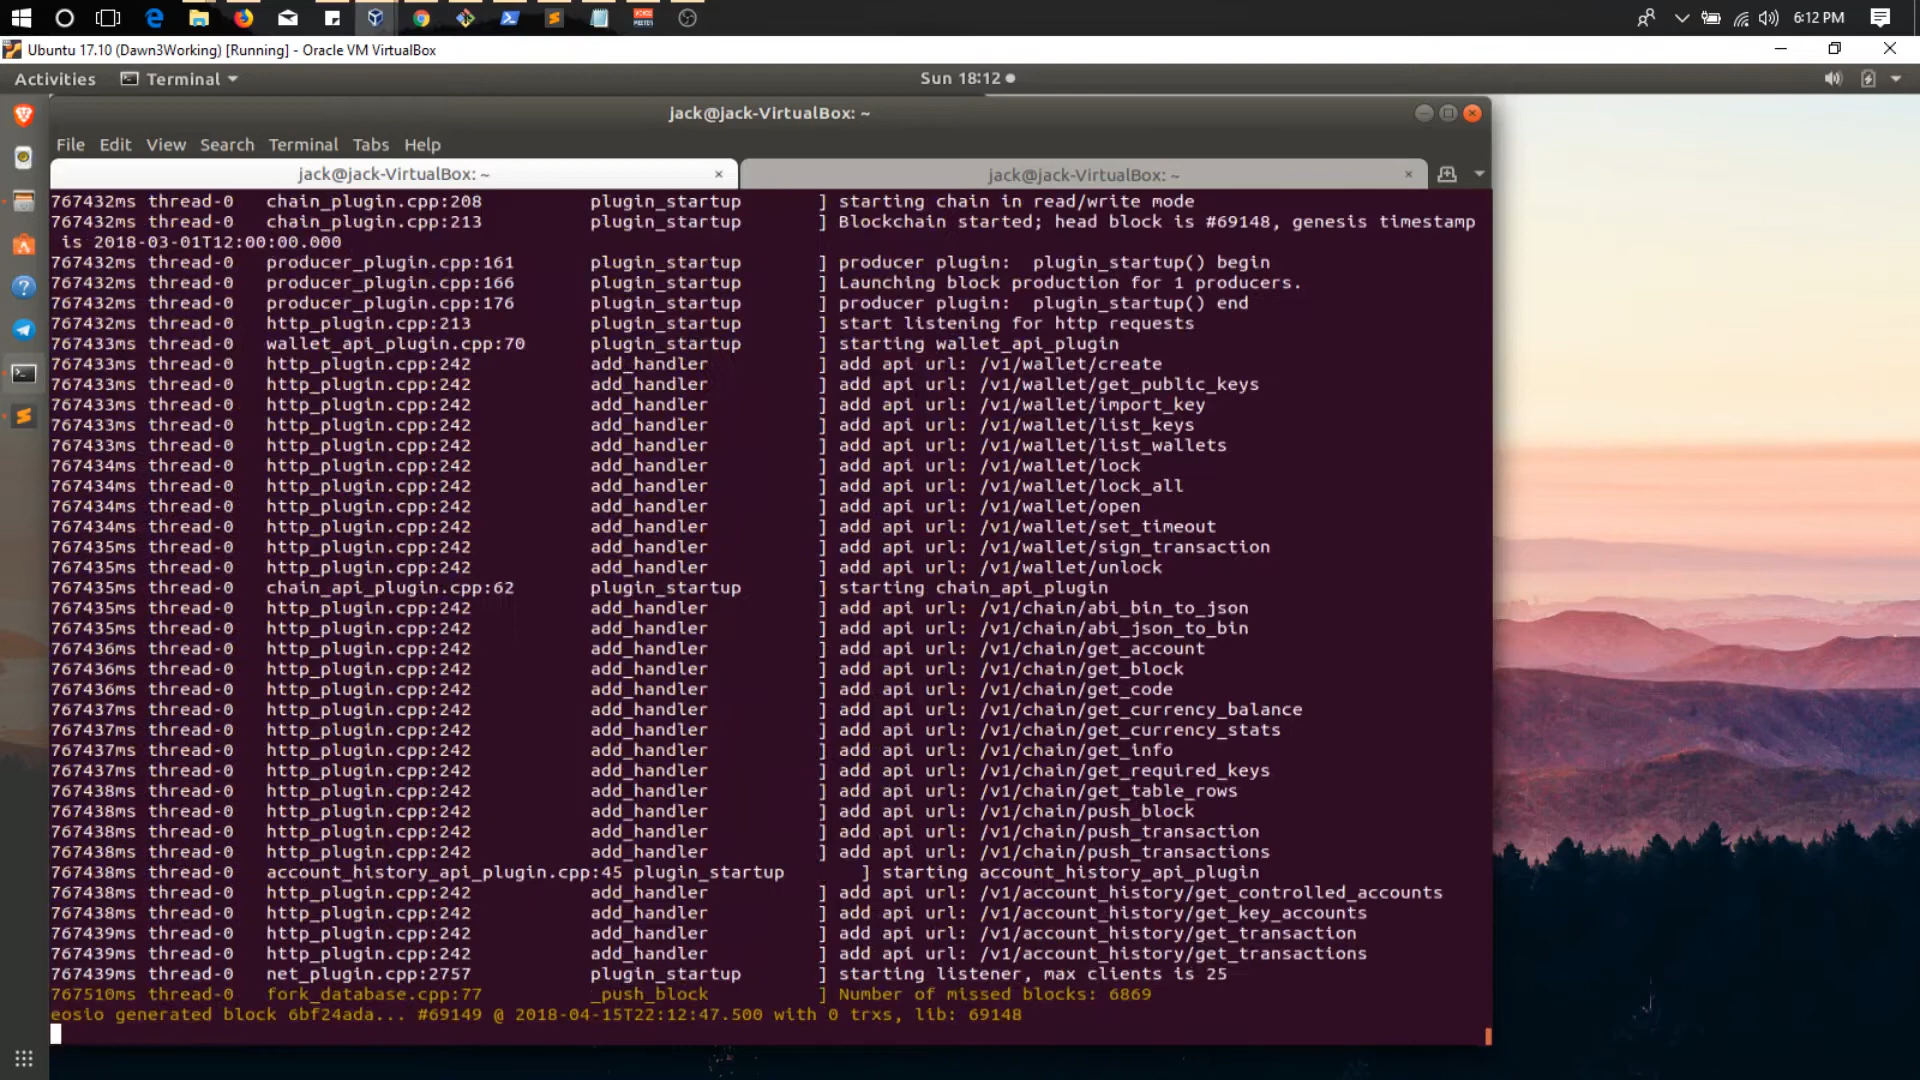 6:12 PM
Ubuntu 17.10 (Dawn3Working) [Running] - Oracle VM VirtualBox
Activities Terminal Sun 18:12
jack@jack-VirtualBox: ~
File Edit View Search Terminal Tabs Help
jack@jack-VirtualBox: ~ × jack@jack-VirtualBox: ~ ×
767432ms thread-0 chain_plugin.cpp:208 plugin_startup ] starting chain in read/write mode
767432ms thread-0 chain_plugin.cpp:213 plugin_startup ] Blockchain started; head block is #69148, genesis timestamp
is 2018-03-01T12:00:00.000
767432ms thread-0 producer_plugin.cpp:161 plugin_startup ] producer plugin: plugin_startup() begin
767432ms thread-0 producer_plugin.cpp:166 plugin_startup ] Launching block production for 1 producers.
767432ms thread-0 producer_plugin.cpp:176 plugin_startup ] producer plugin: plugin_startup() end
767432ms thread-0 http_plugin.cpp:213 plugin_startup ] start listening for http requests
767433ms thread-0 wallet_api_plugin.cpp:70 plugin_startup ] starting wallet_api_plugin
767433ms thread-0 http_plugin.cpp:242 add_handler ] add api url: /v1/wallet/create
767433ms thread-0 http_plugin.cpp:242 add_handler ] add api url: /v1/wallet/get_public_keys
767433ms thread-0 http_plugin.cpp:242 add_handler ] add api url: /v1/wallet/import_key
767433ms thread-0 http_plugin.cpp:242 add_handler ] add api url: /v1/wallet/list_keys
767433ms thread-0 http_plugin.cpp:242 add_handler ] add api url: /v1/wallet/list_wallets
767434ms thread-0 http_plugin.cpp:242 add_handler ] add api url: /v1/wallet/lock
767434ms thread-0 http_plugin.cpp:242 add_handler ] add api url: /v1/wallet/lock_all
767434ms thread-0 http_plugin.cpp:242 add_handler ] add api url: /v1/wallet/open
767434ms thread-0 http_plugin.cpp:242 add_handler ] add api url: /v1/wallet/set_timeout
767435ms thread-0 http_plugin.cpp:242 add_handler ] add api url: /v1/wallet/sign_transaction
767435ms thread-0 http_plugin.cpp:242 add_handler ] add api url: /v1/wallet/unlock
767435ms thread-0 chain_api_plugin.cpp:62 plugin_startup ] starting chain_api_plugin
767435ms thread-0 http_plugin.cpp:242 add_handler ] add api url: /v1/chain/abi_bin_to_json
767435ms thread-0 http_plugin.cpp:242 add_handler ] add api url: /v1/chain/abi_json_to_bin
767436ms thread-0 http_plugin.cpp:242 add_handler ] add api url: /v1/chain/get_account
767436ms thread-0 http_plugin.cpp:242 add_handler ] add api url: /v1/chain/get_block
767436ms thread-0 http_plugin.cpp:242 add_handler ] add api url: /v1/chain/get_code
767436ms thread-0 http_plugin.cpp:242 add_handler ] add api url: /v1/chain/get_currency_balance
767437ms thread-0 http_plugin.cpp:242 add_handler ] add api url: /v1/chain/get_currency_stats
767437ms thread-0 http_plugin.cpp:242 add_handler ] add api url: /v1/chain/get_info
767437ms thread-0 http_plugin.cpp:242 add_handler ] add api url: /v1/chain/get_required_keys
767438ms thread-0 http_plugin.cpp:242 add_handler ] add api url: /v1/chain/get_table_rows
767438ms thread-0 http_plugin.cpp:242 add_handler ] add api url: /v1/chain/push_block
767438ms thread-0 http_plugin.cpp:242 add_handler ] add api url: /v1/chain/push_transaction
767438ms thread-0 http_plugin.cpp:242 add_handler ] add api url: /v1/chain/push_transactions
767438ms thread-0 account_history_api_plugin.cpp:45 plugin_startup ] starting account_history_api_plugin
767438ms thread-0 http_plugin.cpp:242 add_handler ] add api url: /v1/account_history/get_controlled_accounts
767438ms thread-0 http_plugin.cpp:242 add_handler ] add api url: /v1/account_history/get_key_accounts
767439ms thread-0 http_plugin.cpp:242 add_handler ] add api url: /v1/account_history/get_transaction
767439ms thread-0 http_plugin.cpp:242 add_handler ] add api url: /v1/account_history/get_transactions
767439ms thread-0 net_plugin.cpp:2757 plugin_startup ] starting listener, max clients is 25
767510ms thread-0 fork_database.cpp:77 _push_block ] Number of missed blocks: 6869
eosio generated block 6bf24ada... #69149 @ 2018-04-15T22:12:47.500 with 0 trxs, lib: 69148